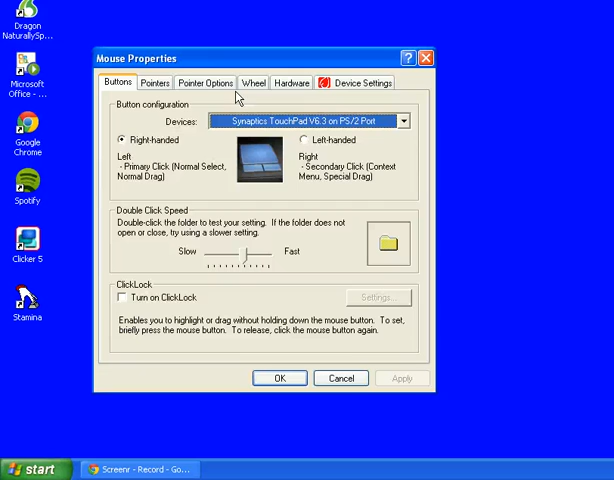 Dragon
NaturallySp...
Microsoft
Office - ...
Google
Chrome
Spotify
Clicker 5
Stamina
Mouse Properties
Buttons Pointers Pointer Options Wheel Hardware Device Settings
Button configuration
Devices: Synaptics TouchPad V6.3 on PS/2 Port
Right-handed Left-handed
Left
- Primary Click (Normal Select,
Normal Drag)
Right
- Secondary Click (Context
Menu, Special Drag)
Double Click Speed
Double-click the folder to test your setting. If the folder does not
open or close, try using a slower setting.
Slow Fast
ClickLock
Turn on ClickLock Settings...
Enables you to highlight or drag without holding down the mouse button. To set,
briefly press the mouse button. To release, click the mouse button again.
OK Cancel Apply
start Screenr - Record - Go...